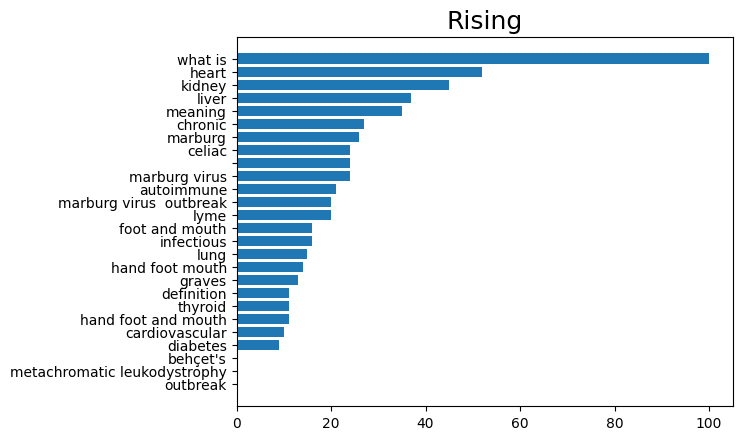 Rising
what is
heart
kidney
liver
meaning
chronic
marburg
celiac
marburg virus
autoimmune
marburg virus  outbreak
lyme
foot and mouth
infectious
lung
hand foot mouth
graves
definition
thyroid
hand foot and mouth
cardiovascular
diabetes
behçet's
metachromatic leukodystrophy
outbreak
0 20 40 60 80 100